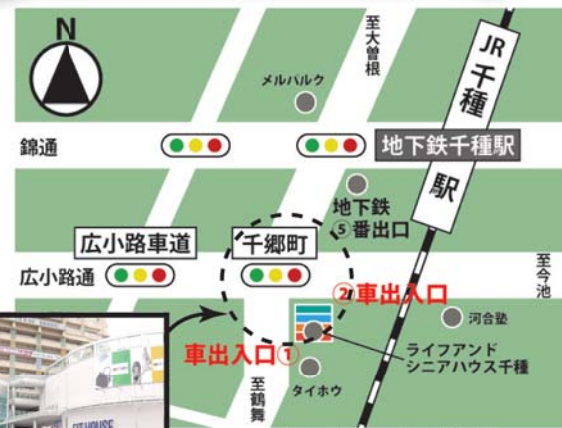 N
至大曽根
JR千種駅
メルパルク
錦通
地下鉄千種駅
地下鉄
⑤番出口
広小路車道
千郷町
広小路通
至今池
②車出入口
河合塾
車出入口①
ライフアンド
シニアハウス千種
タイホウ
至鶴舞